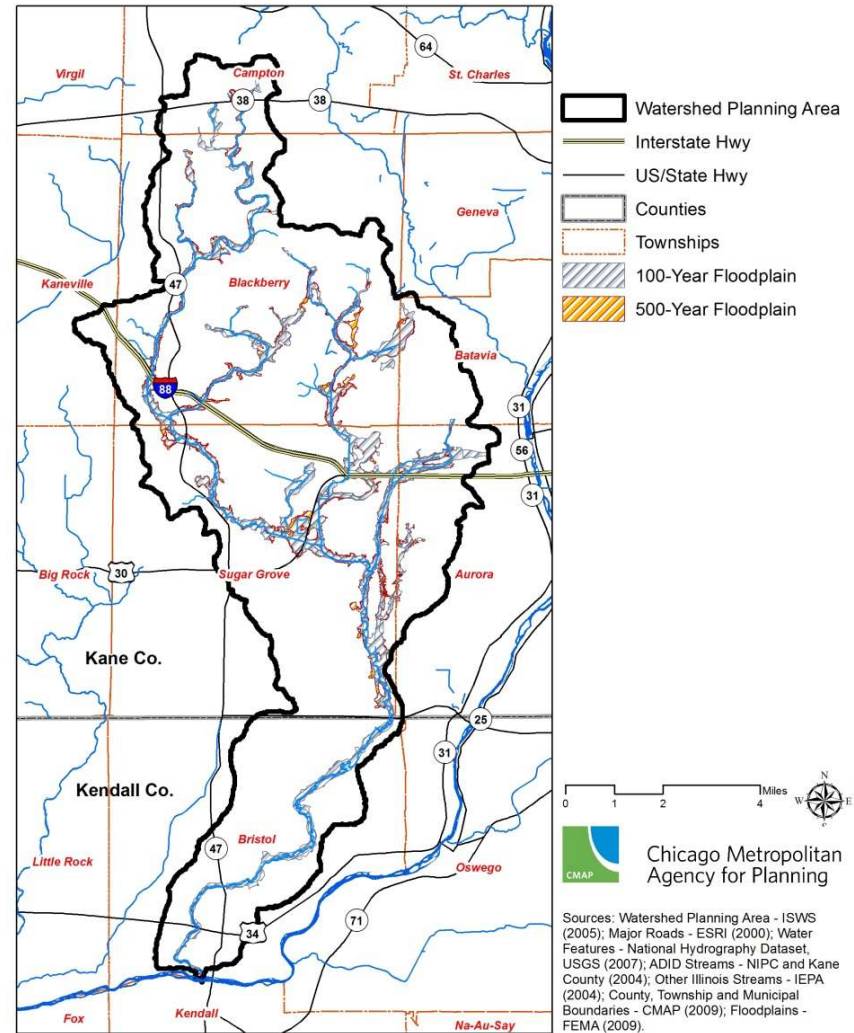 64
Virgil
Campton
St. Charles
38
38
Geneva
47
Kaneville
Blackberry
Batavia
88
31
56
31
Big Rock
30
Sugar Grove
Aurora
Kane Co.
25
31
Kendall Co.
Bristol
47
Little Rock
Oswego
34
71
Fox
Kendall
Na-Au-Say
Watershed Planning Area
Interstate Hwy
US/State Hwy
Counties
Townships
100-Year Floodplain
500-Year Floodplain
Miles
0 1 2 4
N
W E
CMAP
Chicago Metropolitan
Agency for Planning
Sources: Watershed Planning Area - ISWS
(2005); Major Roads - ESRI (2000); Water
Features - National Hydrography Dataset,
USGS (2007); ADID Streams - NIPC and Kane
County (2004); Other Illinois Streams - IEPA
(2004); County, Township and Municipal
Boundaries - CMAP (2009); Floodplains -
FEMA (2009).